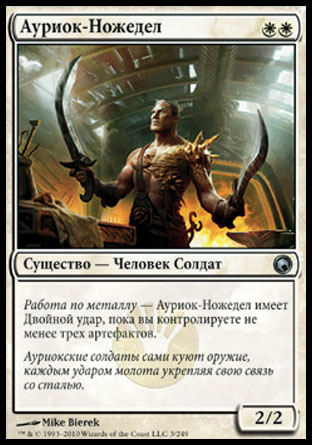 Ауриок-Ножедел
Существо — Человек Солдат
Работа по металлу — Ауриок-Ножедел имеет
Двойной удар, пока вы контролируете не
менее трех артефактов.
Ауриокские солдаты сами куют оружие,
каждым ударом молота укрепляя свою связь
со сталью.
Mike Bierek
2/2
™ & © 1993–2010 Wizards of the Coast LLC 3/249